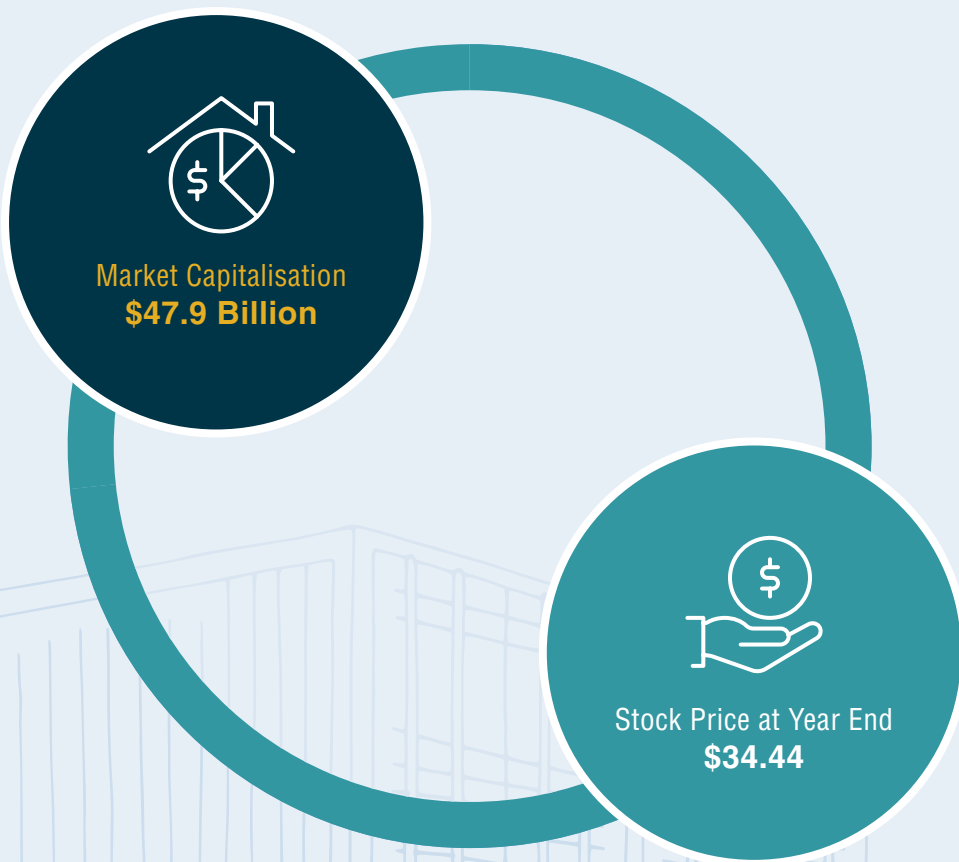 Market Capitalisation
$47.9 Billion
Stock Price at Year End
$34.44